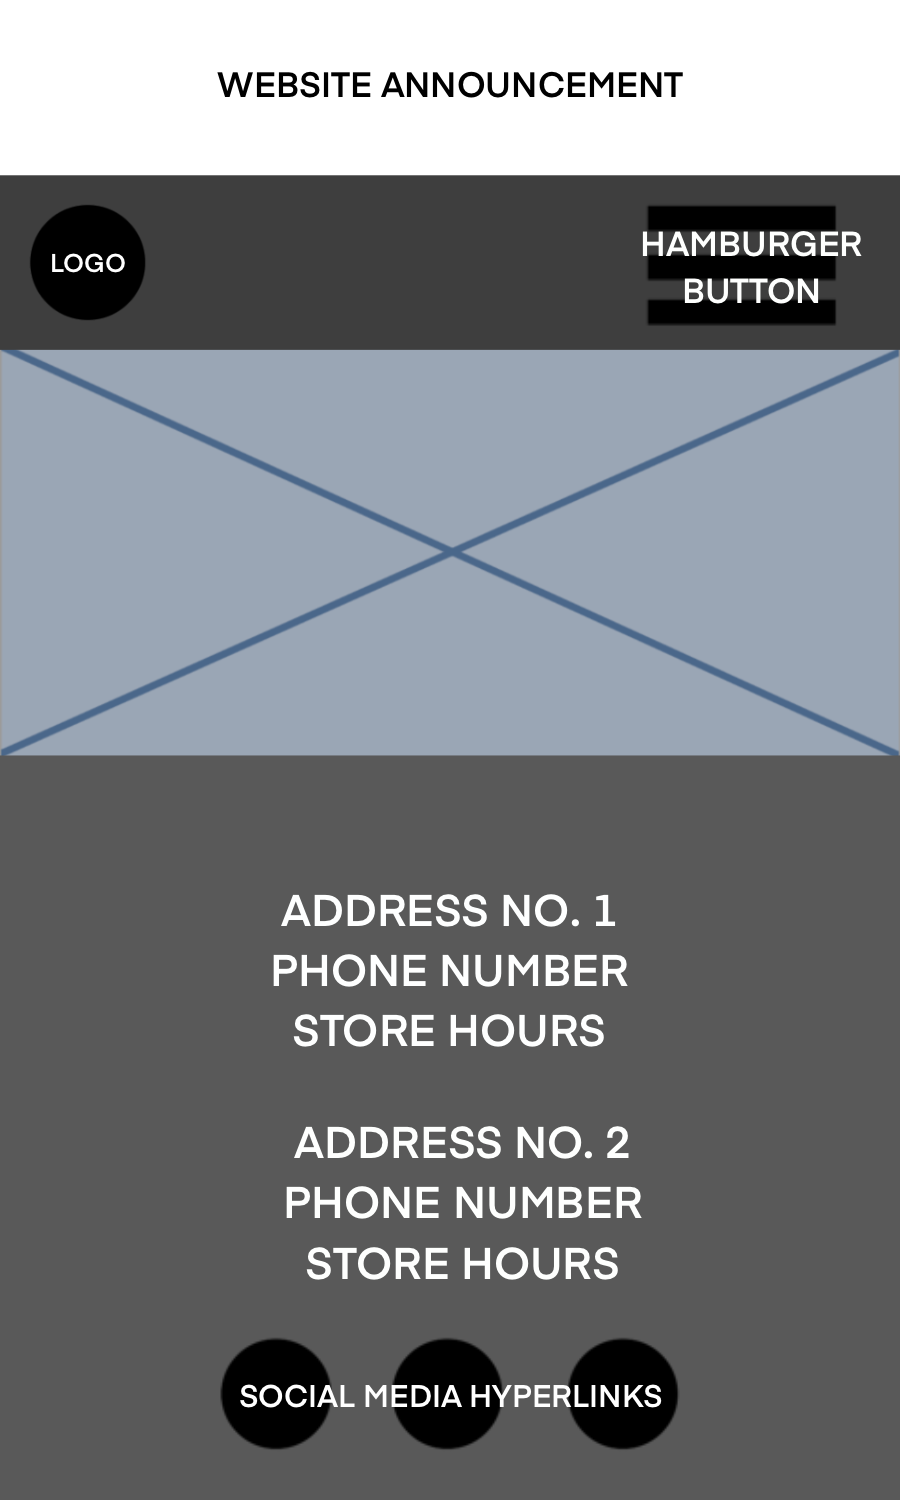 WEBSITE ANNOUNCEMENT
LOGO
HAMBURGER
BUTTON
ADDRESS NO. 1
PHONE NUMBER
STORE HOURS
ADDRESS NO. 2
PHONE NUMBER
STORE HOURS
SOCIAL MEDIA HYPERLINKS